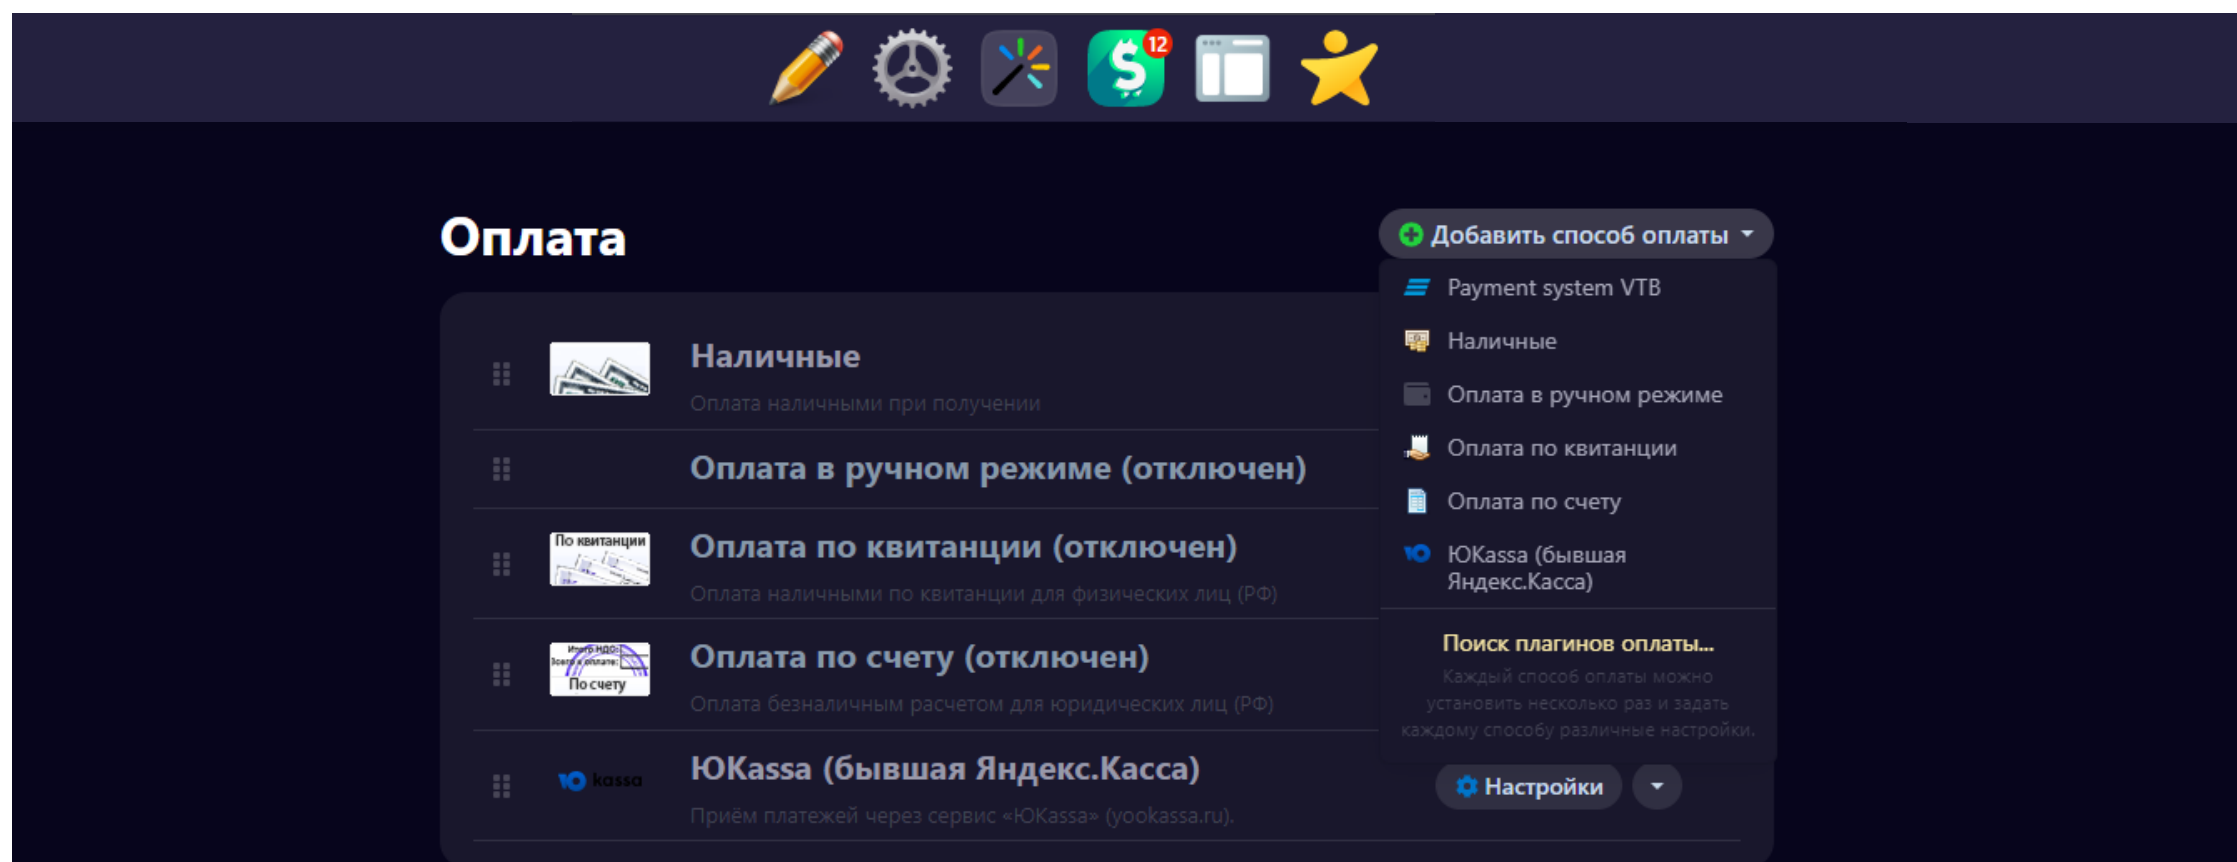 12
Оплата
Добавить способ оплаты
Payment system VTB
Наличные
Оплата в ручном режиме
Оплата по квитанции
Оплата по счету
ЮKassa (бывшая
Яндекс.Касса)
Поиск плагинов оплаты...
Каждый способ оплаты можно
установить несколько раз и задать
каждому способу различные настройки.
Наличные
Оплата наличными при получении
Оплата в ручном режиме (отключен)
По квитанции
Оплата по квитанции (отключен)
Оплата наличными по квитанции для физических лиц (РФ)
По счету
Оплата по счету (отключен)
Оплата безналичным расчетом для юридических лиц (РФ)
kassa
ЮKassa (бывшая Яндекс.Касса)
Приём платежей через сервис «ЮKassa» (yookassa.ru).
Настройки